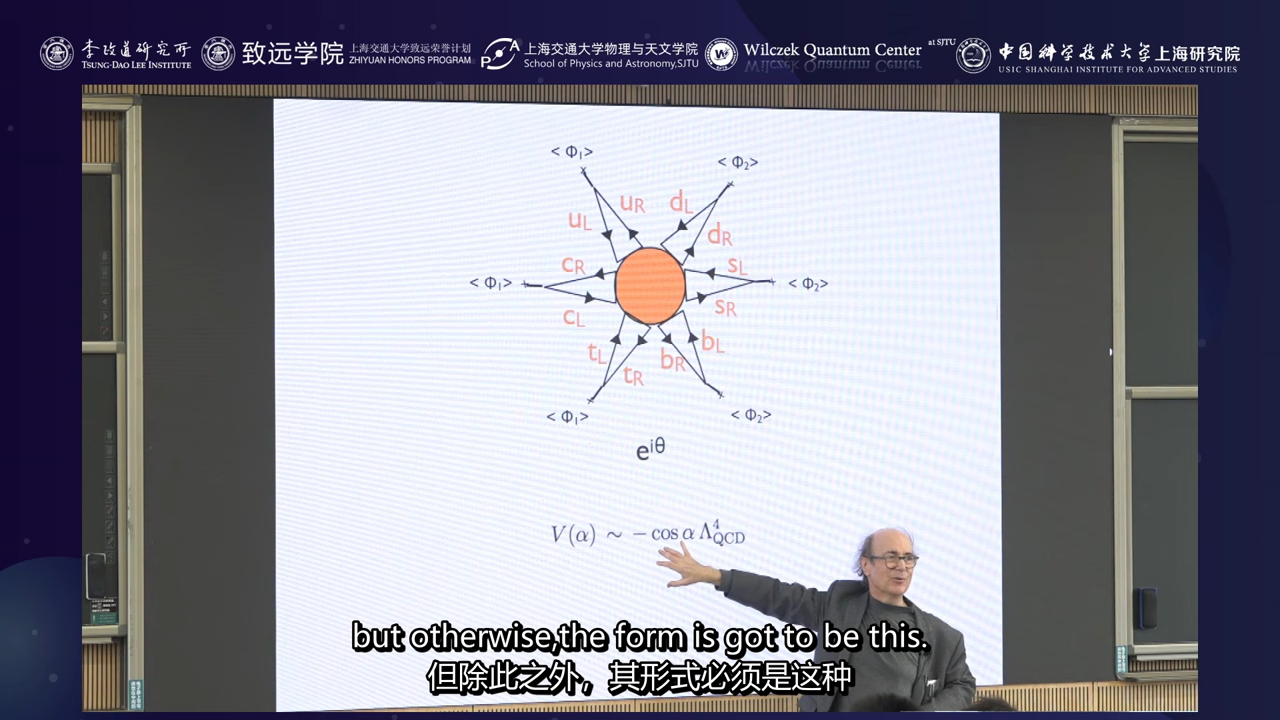 李政道研究所
TSUNG-DAO LEE INSTITUTE
致远学院
上海交通大学致远荣誉计划
ZHIYUAN HONORS PROGRAM
上海交通大学物理与天文学院
School of Physics and Astronomy,SJTU
Wilczek Quantum Center at SJTU
中国科学技术大学上海研究院
USTC SHANGHAI INSTITUTE FOR ADVANCED STUDIES
< Φ₁>
< Φ₂>
uL
uR
dL
dR
< Φ₁>
cR
cL
sL
sR
< Φ₂>
tL
tR
bR
bL
< Φ₁>
< Φ₂>
e^{iθ}
V(α) ∼ − cos α Λ⁴_QCD
but otherwise,the form is got to be this.
但除此之外，其形式必须是这种